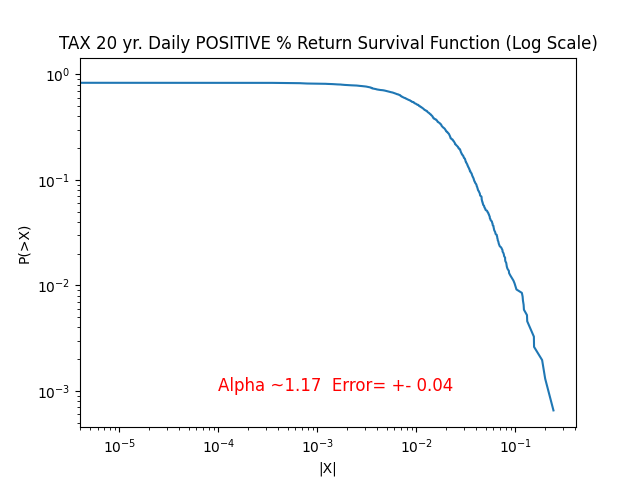 TAX 20 yr. Daily POSITIVE % Return Survival Function (Log Scale)
P(>X)
10⁰
10⁻¹
10⁻²
10⁻³
Alpha ~1.17  Error= +- 0.04
10⁻⁵ 10⁻⁴ 10⁻³ 10⁻² 10⁻¹
|X|